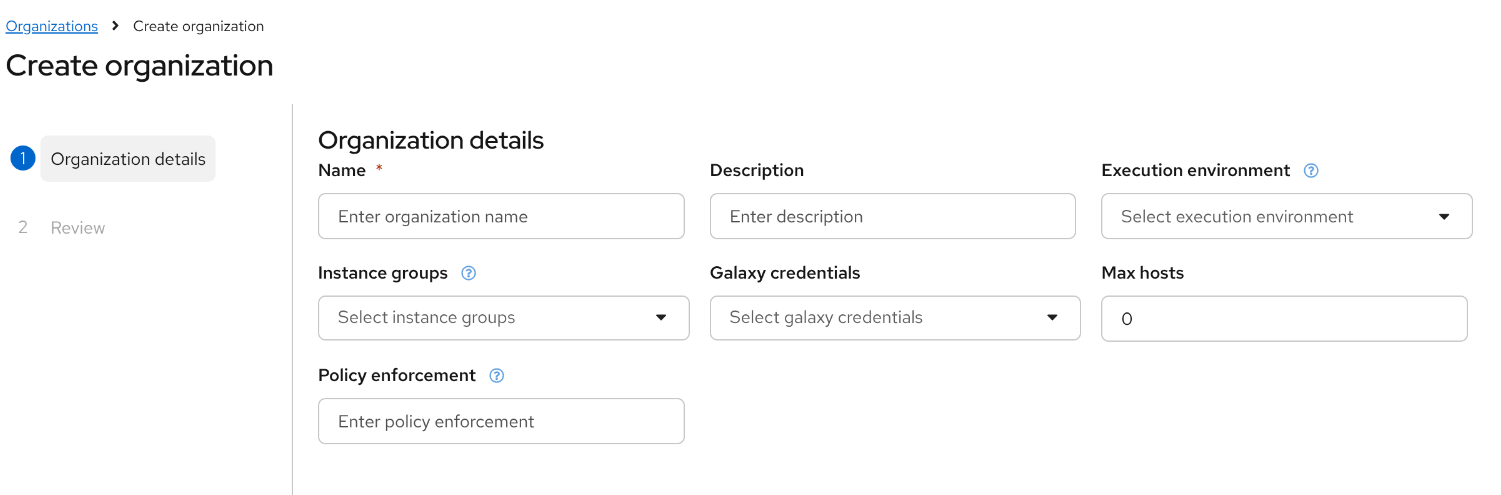 Organizations > Create organization
Create organization
1 Organization details
2 Review
Organization details
Name * Description Execution environment ?
Enter organization name Enter description Select execution environment
Instance groups ? Galaxy credentials Max hosts
Select instance groups Select galaxy credentials 0
Policy enforcement ?
Enter policy enforcement